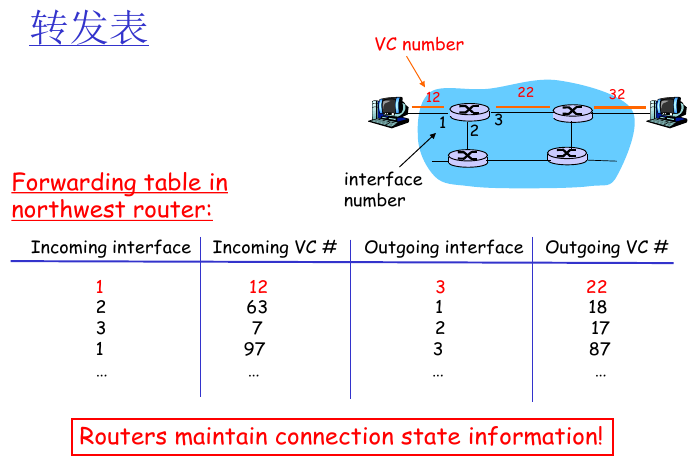 转发表
VC number
12
22
32
1
3
2
interface
number
Forwarding table in
northwest router:
Incoming interface Incoming VC # Outgoing interface Outgoing VC #
1 12 3 22
2 63 1 18
3 7 2 17
1 97 3 87
... ... ... ...
Routers maintain connection state information!